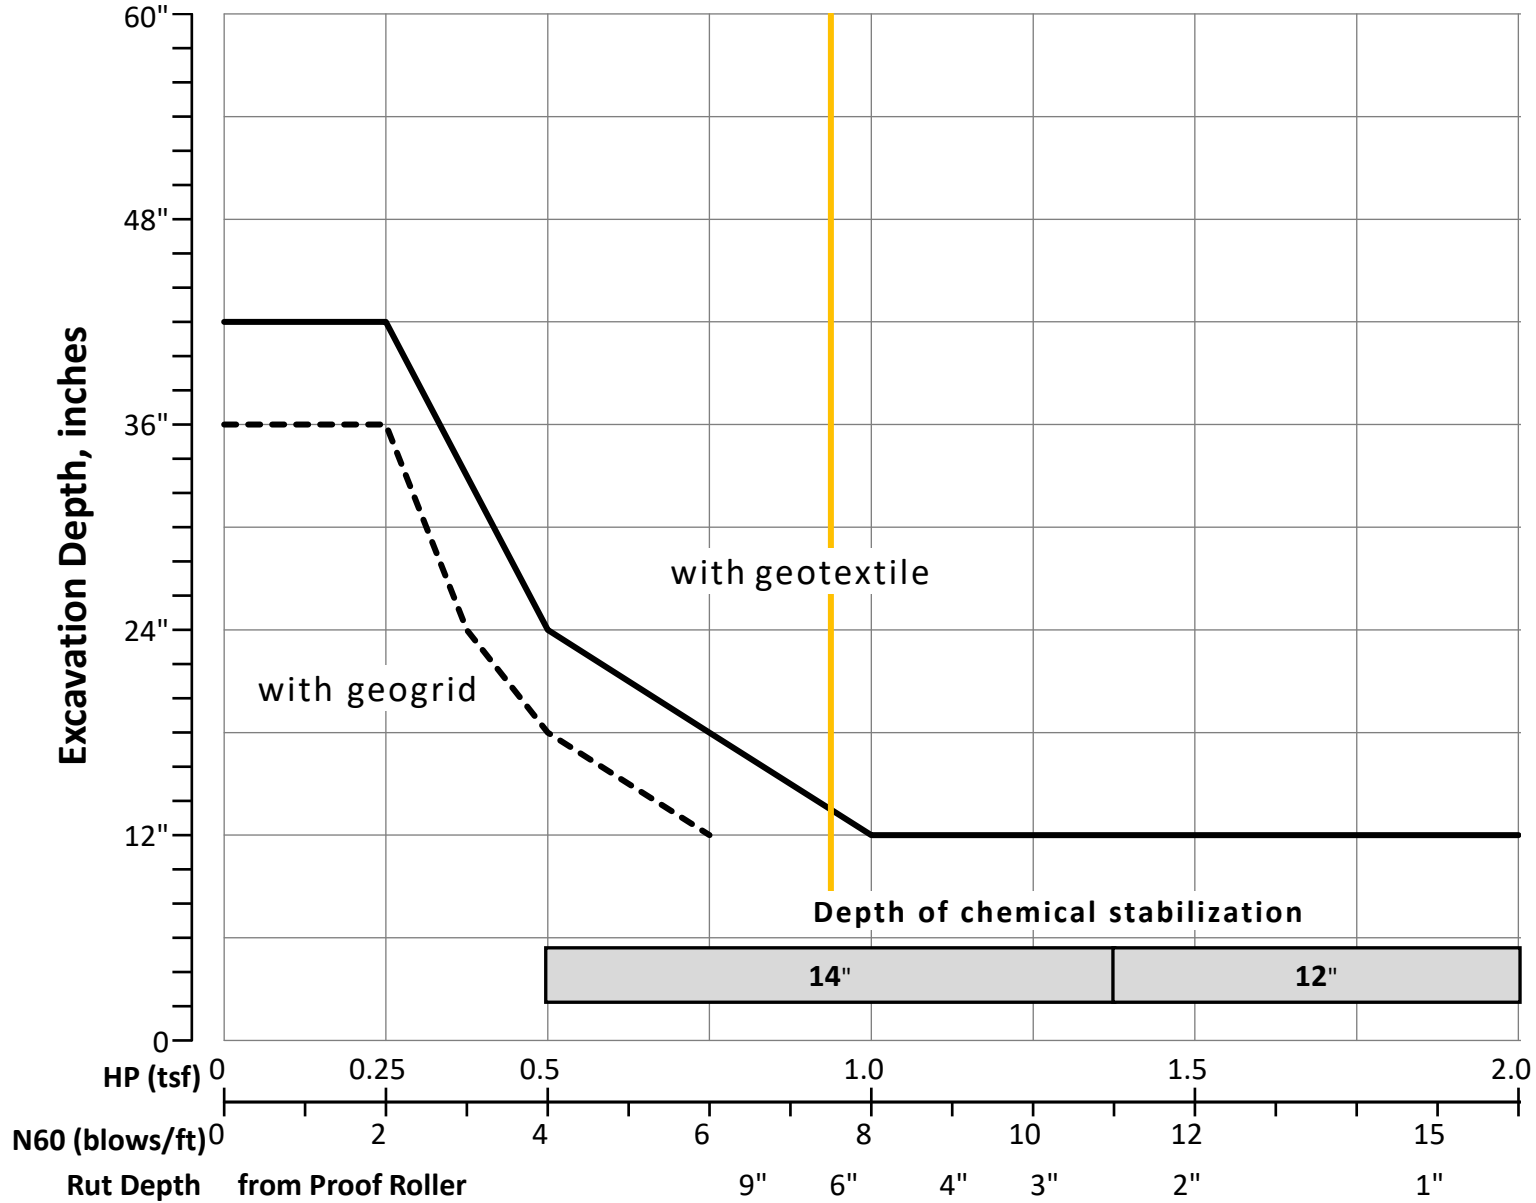 60"
48"
36"
24"
12"
0
Excavation Depth, inches
with geotextile
with geogrid
Depth of chemical stabilization
14" 12"
HP (tsf) 0 0.25 0.5 1.0 1.5 2.0
N60 (blows/ft) 0 2 4 6 8 10 12 15
Rut Depth from Proof Roller 9" 6" 4" 3" 2" 1"